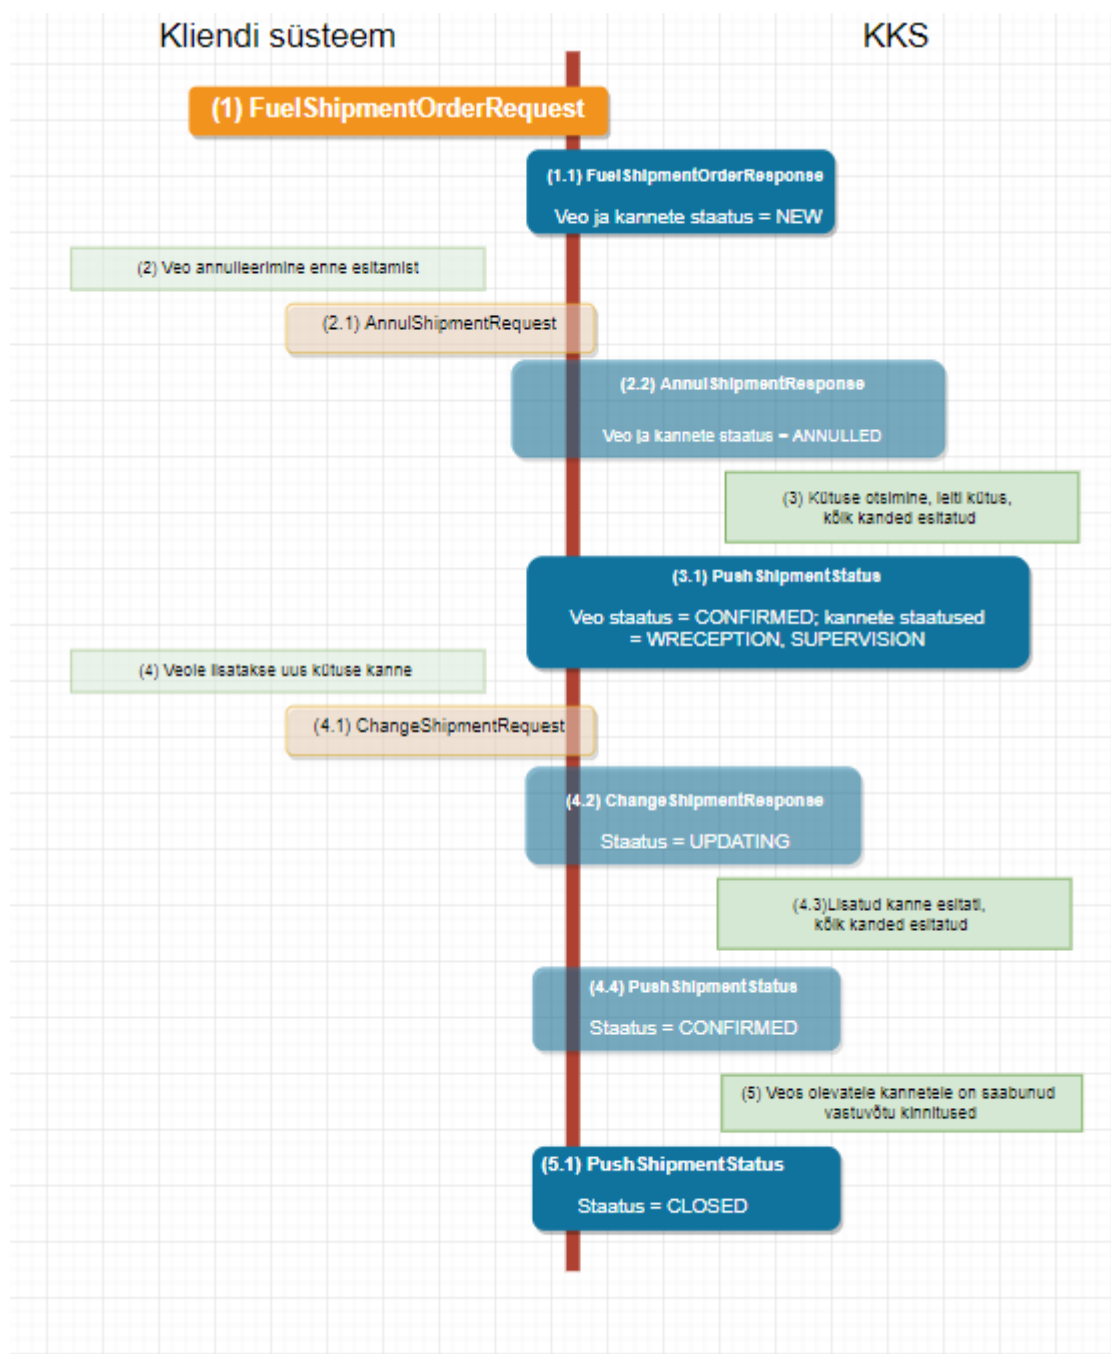 Kliendi süsteem
KKS
(1) FuelShipmentOrderRequest
(1.1) FuelShipmentOrderResponse
Veo ja kannete staatus = NEW
(2) Veo annulleerimine enne esitamist
(2.1) AnnulShipmentRequest
(2.2) AnnulShipmentResponse
Veo ja kannete staatus = ANNULLED
(3) Kütuse otsimine, leiti kütus,
kõik kanded esitatud
(3.1) PushShipmentStatus
Veo staatus = CONFIRMED; kannete staatused
= WRECEPTION, SUPERVISION
(4) Veole lisatakse uus kütuse kanne
(4.1) ChangeShipmentRequest
(4.2) ChangeShipmentResponse
Staatus = UPDATING
(4.3)Lisatud kanne esitati,
kõik kanded esitatud
(4.4) PushShipmentStatus
Staatus = CONFIRMED
(5) Veos olevatele kannetele on saabunud
vastuvõtu kinnitused
(5.1) PushShipmentStatus
Staatus = CLOSED